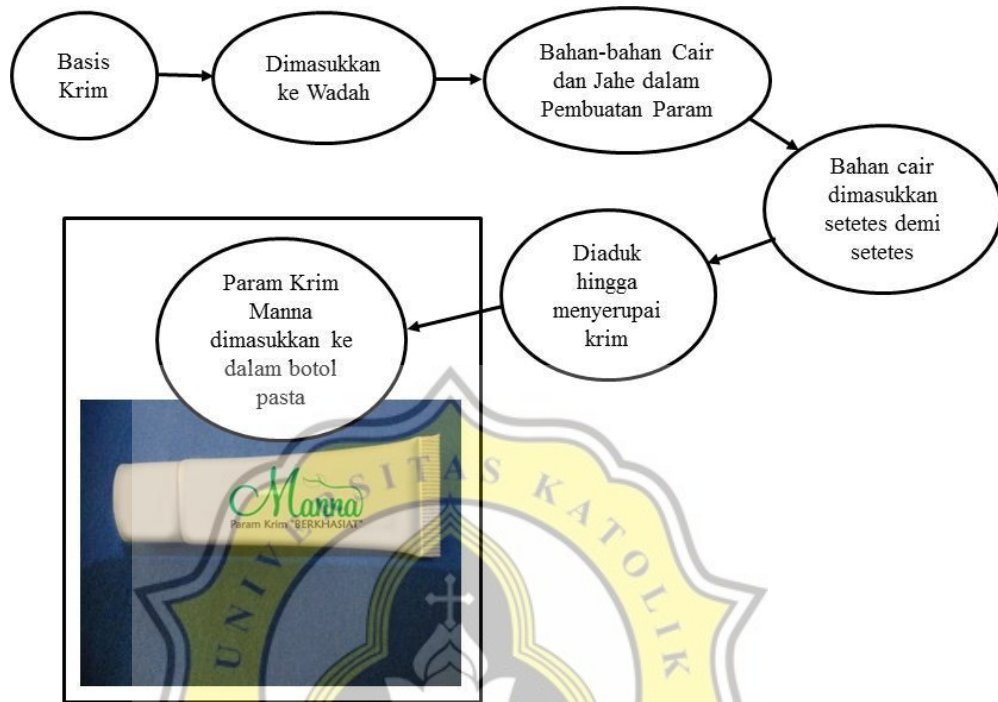 Basis
Krim
Dimasukkan
ke Wadah
Bahan-bahan Cair
dan Jahe dalam
Pembuatan Param
Bahan cair
dimasukkan
setetes demi
setetes
Diaduk
hingga
menyerupai
krim
Param Krim
Manna
dimasukkan ke
dalam botol
pasta
Manna
Param Krim "BERKHASIAT"
UNIVERSITAS KATOLIK